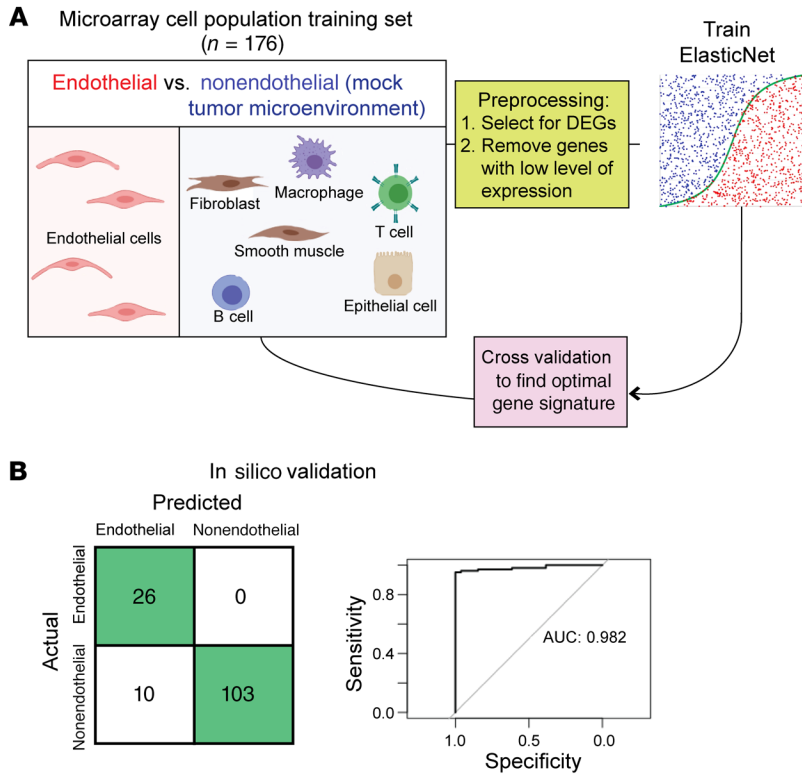 A
Microarray cell population training set
(n = 176)
Endothelial vs. nonendothelial (mock
tumor microenvironment)
Endothelial cells
Fibroblast
Macrophage
T cell
Smooth muscle
B cell
Epithelial cell
Preprocessing:
1. Select for DEGs
2. Remove genes
with low level of
expression
Train
ElasticNet
Cross validation
to find optimal
gene signature
B
In silico validation
Predicted
Endothelial Nonendothelial
Actual
Endothelial
26 0
Nonendothelial
10 103
Sensitivity
0.8
0.4
0.0
AUC: 0.982
1.0 0.5 0.0
Specificity